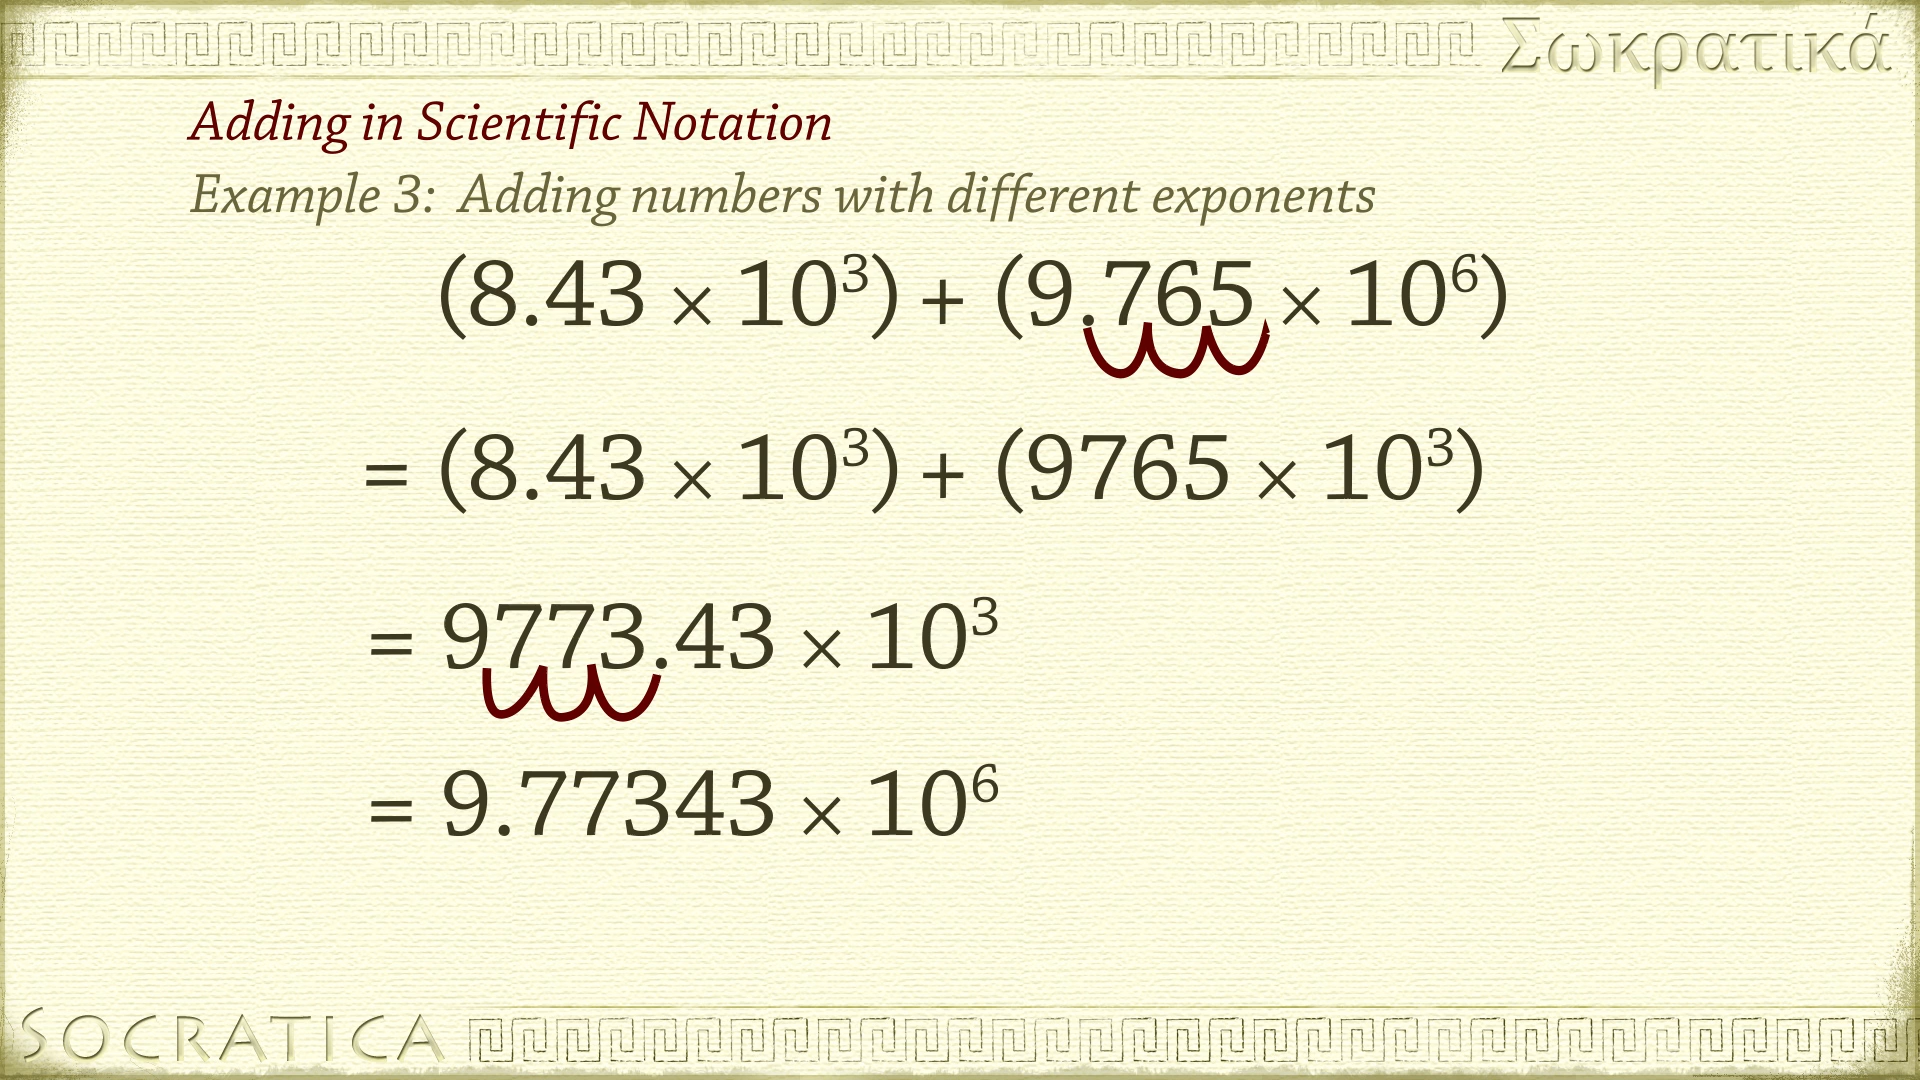 Σωκρατικά
Adding in Scientific Notation
Example 3: Adding numbers with different exponents
(8.43 × 10³) + (9.765 × 10⁶)
= (8.43 × 10³) + (9765 × 10³)
= 9773.43 × 10³
= 9.77343 × 10⁶
SOCRATICA